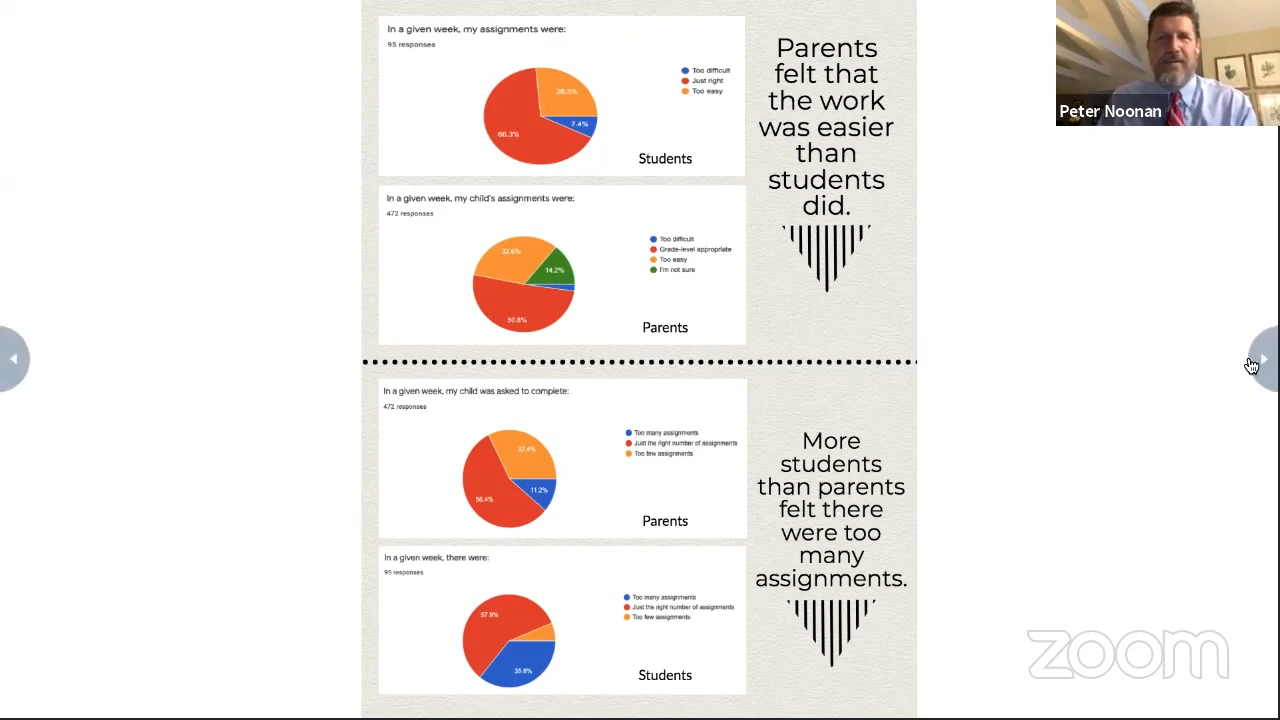 In a given week, my assignments were:
95 responses
Too difficult
Just right
Too easy
26.3%
7.4%
66.3%
Students
Parents
felt that
the work
was easier
than
students
did.
Peter Noonan
In a given week, my child's assignments were:
472 responses
Too difficult
Grade-level appropriate
Too easy
I'm not sure
32.6%
14.2%
50.8%
Parents
In a given week, my child was asked to complete:
472 responses
Too many assignments
Just the right number of assignments
Too few assignments
32.4%
11.2%
56.4%
Parents
More
students
than parents
felt there
were too
many
assignments.
In a given week, there were:
95 responses
Too many assignments
Just the right number of assignments
Too few assignments
57.9%
35.8%
Students
zoom